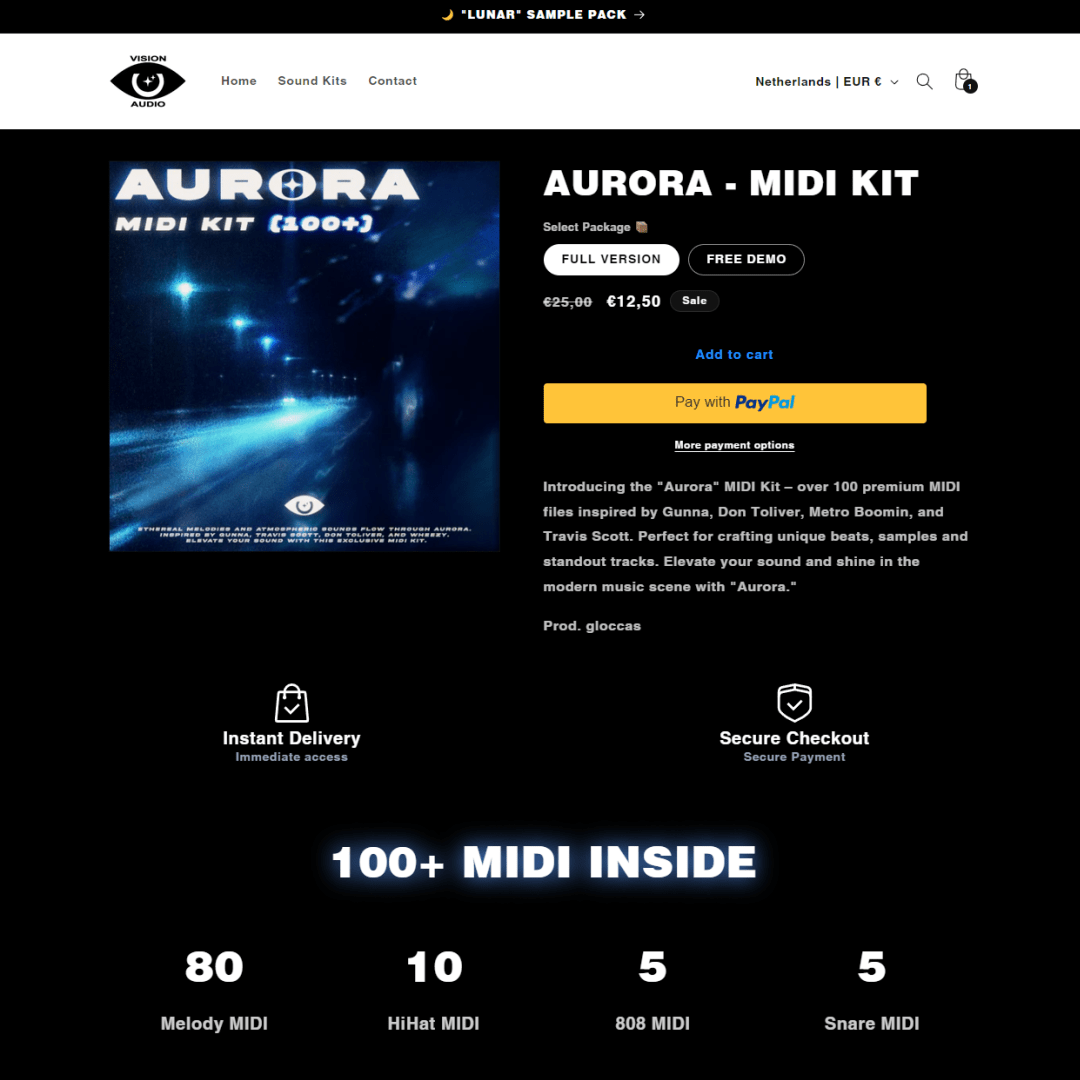 🌙 "LUNAR" SAMPLE PACK →
VISION
AUDIO
Home Sound Kits Contact
Netherlands | EUR €
1
AURORA
MIDI KIT (100+)
ETHEREAL MELODIES AND ATMOSPHERIC SOUNDS FLOW THROUGH AURORA.
INSPIRED BY GUNNA, TRAVIS SCOTT, DON TOLIVER, AND WHEEZY.
ELEVATE YOUR SOUND WITH THIS EXCLUSIVE MIDI KIT.
AURORA - MIDI KIT
Select Package 📦
FULL VERSION FREE DEMO
€25,00 €12,50 Sale
Add to cart
Pay with PayPal
More payment options
Introducing the "Aurora" MIDI Kit – over 100 premium MIDI
files inspired by Gunna, Don Toliver, Metro Boomin, and
Travis Scott. Perfect for crafting unique beats, samples and
standout tracks. Elevate your sound and shine in the
modern music scene with "Aurora."
Prod. gloccas
Instant Delivery
Immediate access
Secure Checkout
Secure Payment
100+ MIDI INSIDE
80 10 5 5
Melody MIDI HiHat MIDI 808 MIDI Snare MIDI